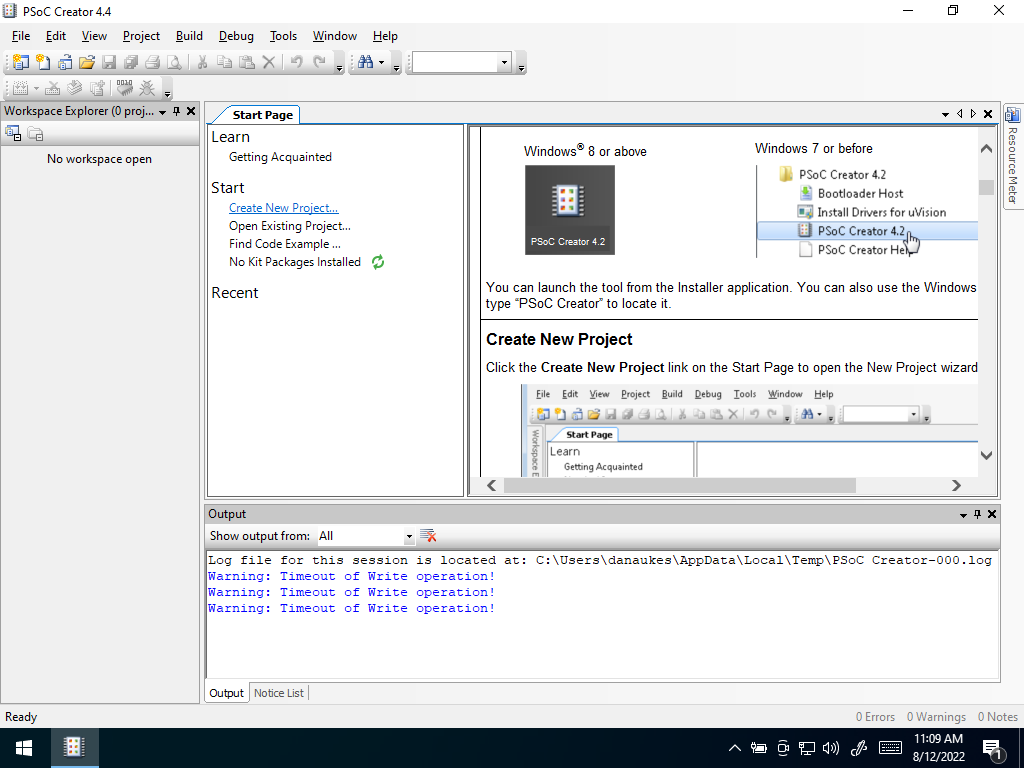 PSoC Creator 4.4
File Edit View Project Build Debug Tools Window Help
Workspace Explorer (0 proj...
No workspace open
Start Page
Learn
Getting Acquainted
Start
Create New Project...
Open Existing Project...
Find Code Example ...
No Kit Packages Installed
Recent
Windows® 8 or above
PSoC Creator 4.2
Windows 7 or before
PSoC Creator 4.2
Bootloader Host
Install Drivers for uVision
PSoC Creator 4.2
PSoC Creator Help
You can launch the tool from the Installer application. You can also use the Windows
type “PSoC Creator” to locate it.
Create New Project
Click the Create New Project link on the Start Page to open the New Project wizard
File Edit View Project Build Debug Tools Window Help
Workspace E
Start Page
Learn
Getting Acquainted
Resource Meter
Output
Show output from: All
Log file for this session is located at: C:\Users\danaukes\AppData\Local\Temp\PSoC Creator-000.log
Warning: Timeout of Write operation!
Warning: Timeout of Write operation!
Warning: Timeout of Write operation!
Output Notice List
Ready
0 Errors 0 Warnings 0 Notes
11:09 AM
8/12/2022
1